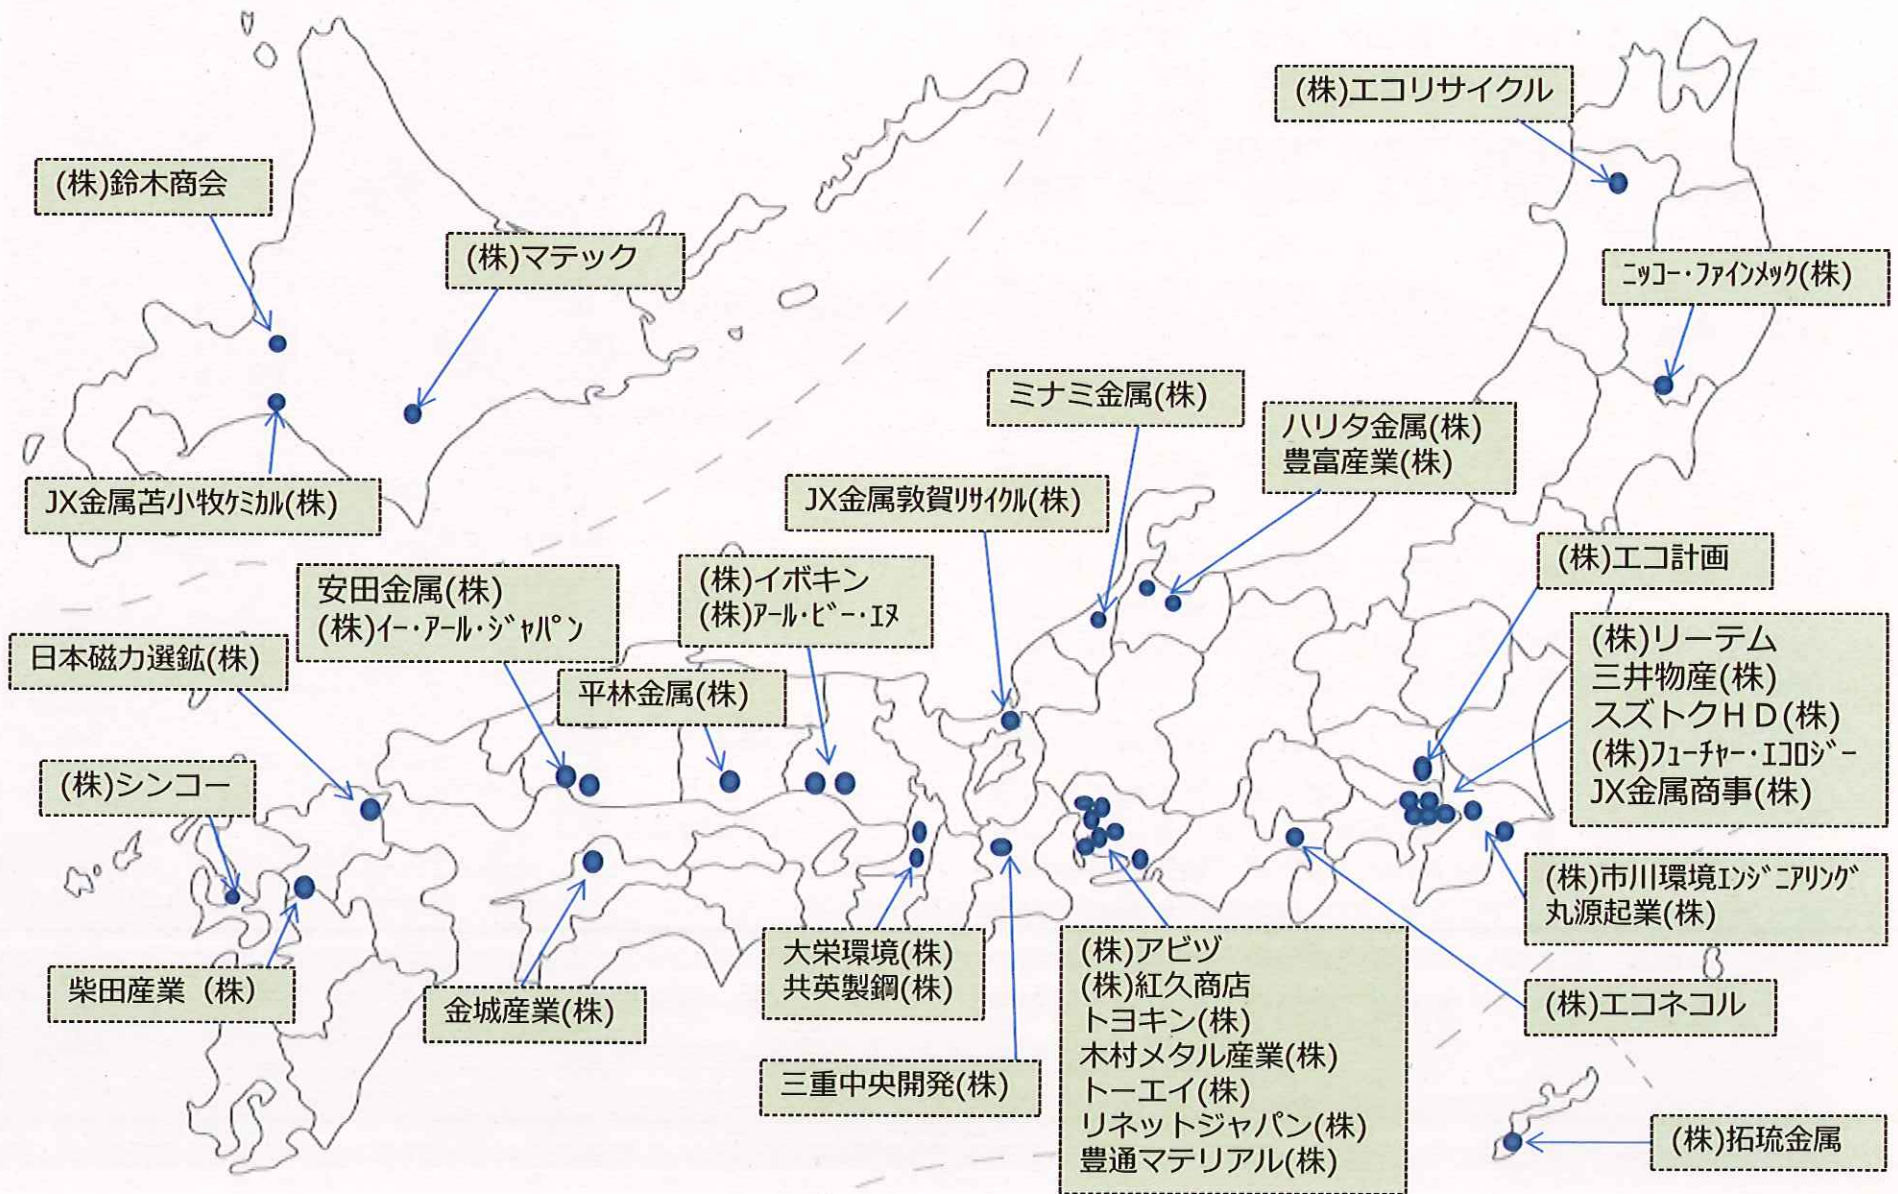 (株)エコリサイクル
(株)鈴木商会
(株)マテック
ニッコー・ファインメック(株)
ミナミ金属(株)
ハリタ金属(株)
豊富産業(株)
JX金属苫小牧ケミカル(株)
JX金属敦賀リサイクル(株)
(株)エコ計画
安田金属(株)
(株)イー・アール・ジャパン
(株)イボキン
(株)アール・ビー・エヌ
日本磁力選鉱(株)
平林金属(株)
(株)リーテム
三井物産(株)
スズトクHD(株)
(株)フューチャー・エコロジー
JX金属商事(株)
(株)シンコー
(株)市川環境エンジニアリング
丸源起業(株)
柴田産業(株)
金城産業(株)
大栄環境(株)
共英製鋼(株)
(株)アビヅ
(株)紅久商店
トヨキン(株)
木村メタル産業(株)
トーエイ(株)
リネットジャパン(株)
豊通マテリアル(株)
(株)エコネコル
三重中央開発(株)
(株)拓琉金属